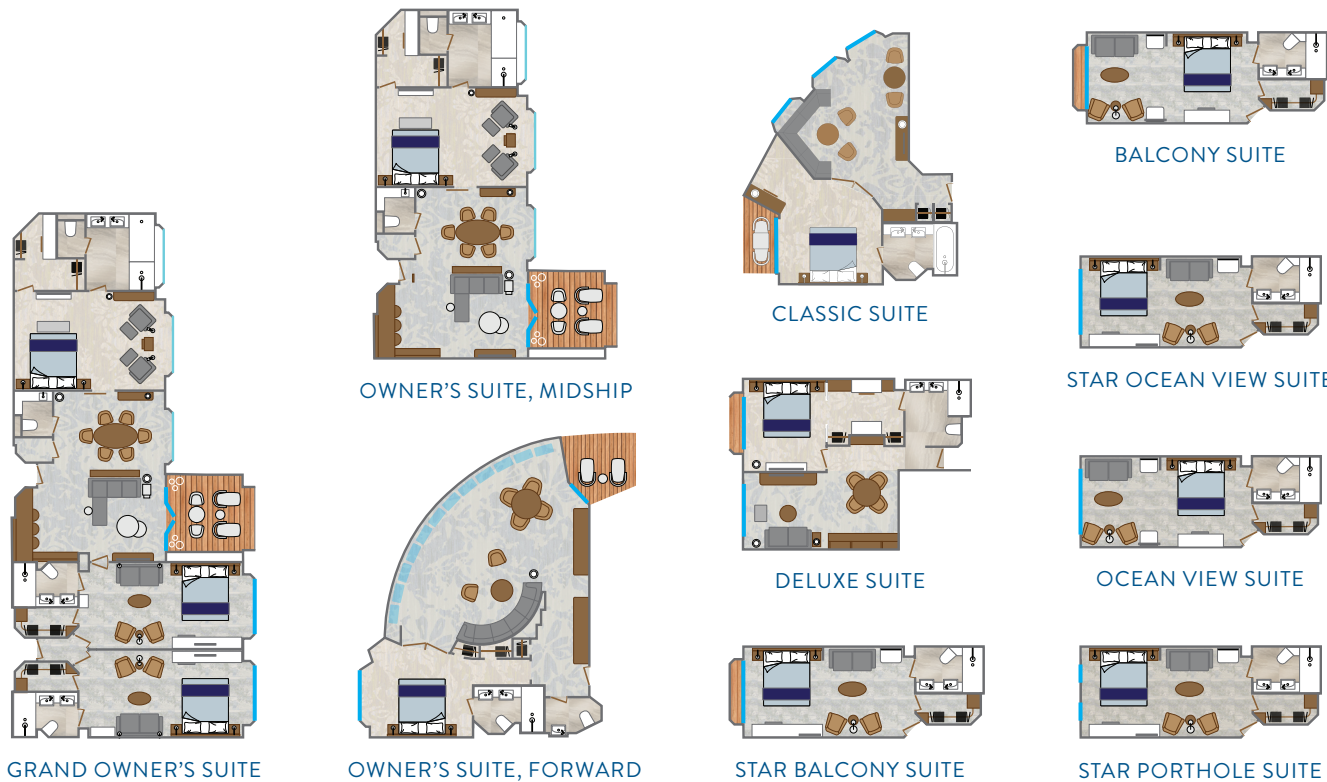 BALCONY SUITE
CLASSIC SUITE
STAR OCEAN VIEW SUITE
OWNER'S SUITE, MIDSHIP
DELUXE SUITE
OCEAN VIEW SUITE
GRAND OWNER'S SUITE
OWNER'S SUITE, FORWARD
STAR BALCONY SUITE
STAR PORTHOLE SUITE